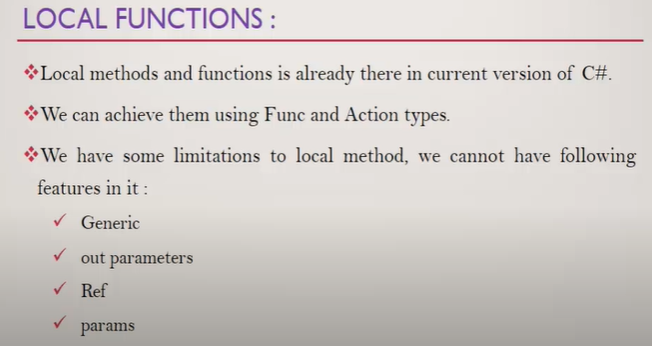 LOCAL FUNCTIONS :
Local methods and functions is already there in current version of C#.
We can achieve them using Func and Action types.
We have some limitations to local method, we cannot have following
features in it :
Generic
out parameters
Ref
params